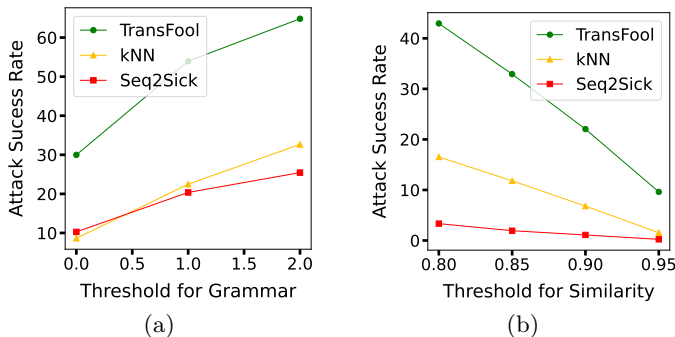 Attack Sucess Rate
60
50
40
30
20
10
TransFool
kNN
Seq2Sick
0.0 0.5 1.0 1.5 2.0
Threshold for Grammar
(a)
Attack Sucess Rate
40
30
20
10
0
TransFool
kNN
Seq2Sick
0.80 0.85 0.90 0.95
Threshold for Similarity
(b)